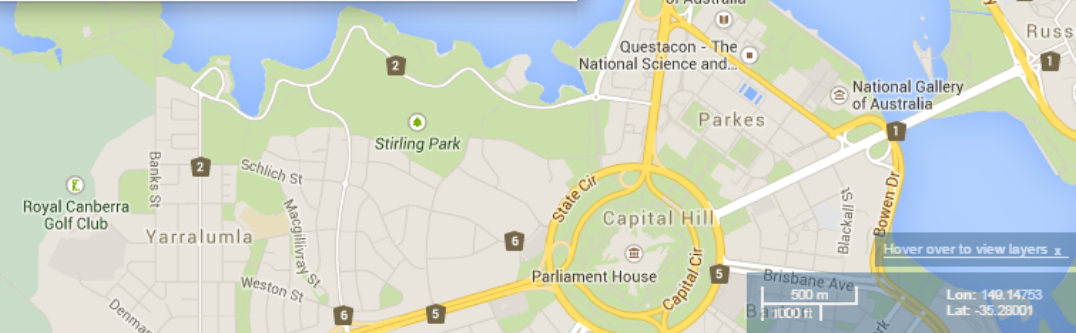 of Australia
Russ
Questacon - The
National Science and...
2
1
National Gallery
of Australia
Parkes
1
Stirling Park
2
Banks St
Schlich St
Royal Canberra
Golf Club
Macgillivray St
State Cir
Capital Hill
Blackall St
Bowen Dr
Yarralumla
6
Hover over to view layers x
Parliament House
Capital Cir
5
Brisbane Ave
Weston St
500 m
1000 ft
Lon: 149.14753
Lat: -35.28001
Denma
6
5
Ba
rk